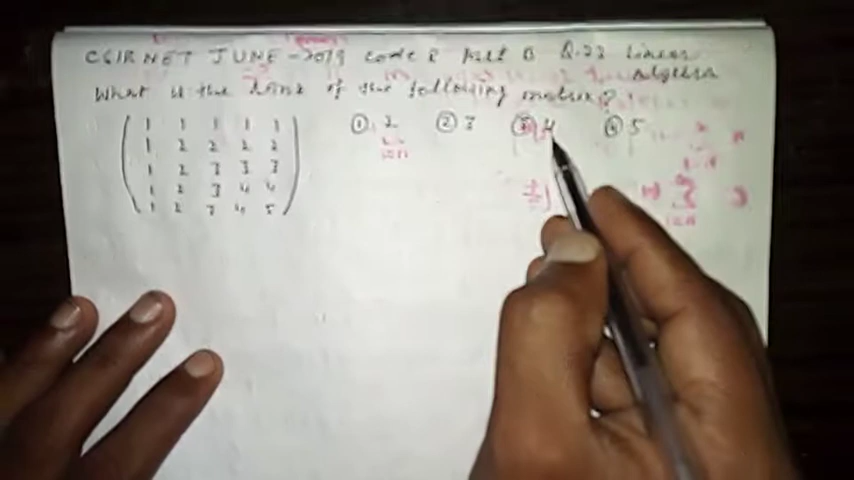 CSIR NET JUNE - 2019 code C Part B Q.23 Linear
Algebra
What is the Rank of the following matrix?
1 1 1 1 1 ① 2 ② 3 ③ 4 ④ 5
1 2 2 2 2
1 2 3 3 3
1 2 3 4 4
1 2 3 4 5